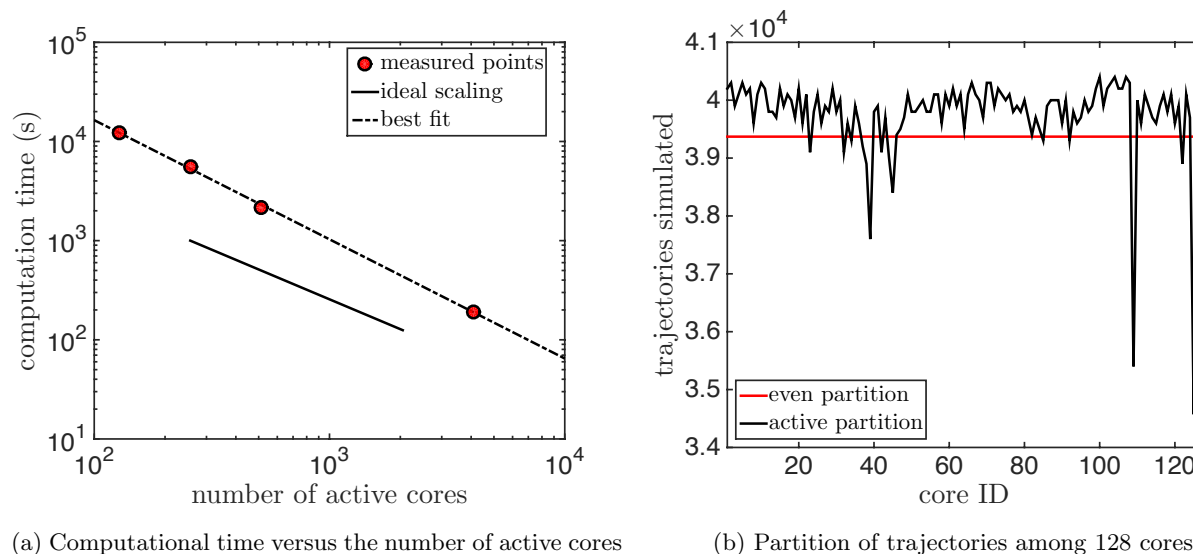 10^5
10^4
10^3
10^2
10^1
computation time (s)
measured points
ideal scaling
best fit
10^2
10^3
10^4
number of active cores
×10^4
4.1
4
3.9
3.8
3.7
3.6
3.5
3.4
trajectories simulated
even partition
active partition
20
40
60
80
100
120
core ID
(a) Computational time versus the number of active cores
(b) Partition of trajectories among 128 cores